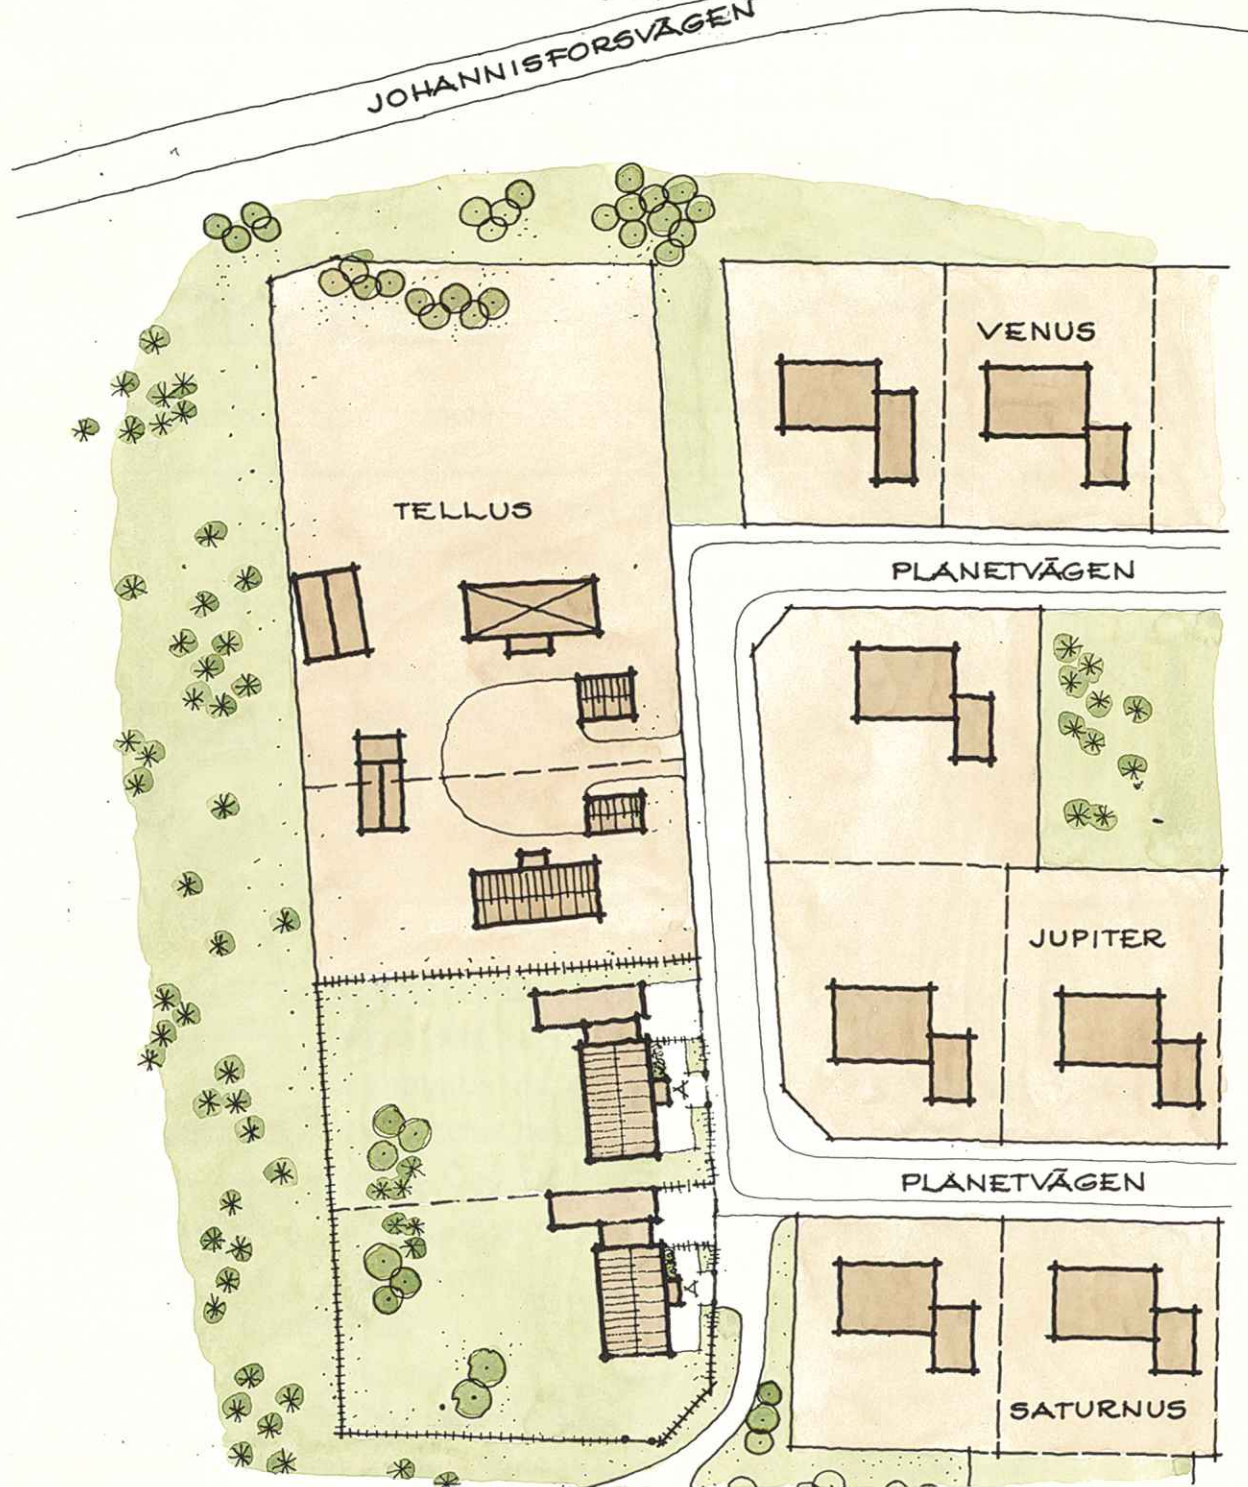 JOHANNISFORSVÄGEN
VENUS
TELLUS
PLANETVÄGEN
JUPITER
PLANETVÄGEN
SATURNUS